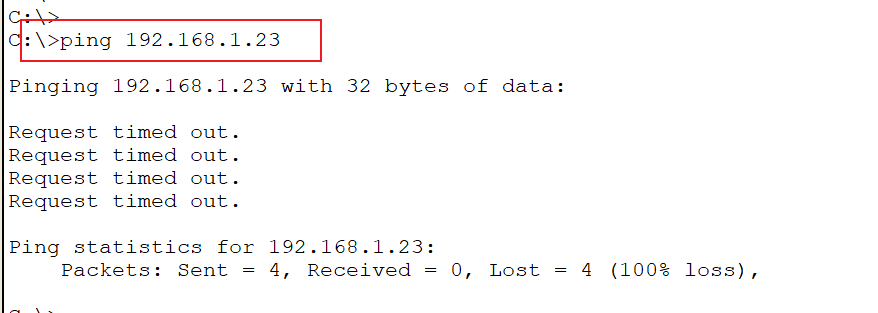 C:\>
C:\>ping 192.168.1.23
Pinging 192.168.1.23 with 32 bytes of data:
Request timed out.
Request timed out.
Request timed out.
Request timed out.
Ping statistics for 192.168.1.23:
    Packets: Sent = 4, Received = 0, Lost = 4 (100% loss),
C:\>